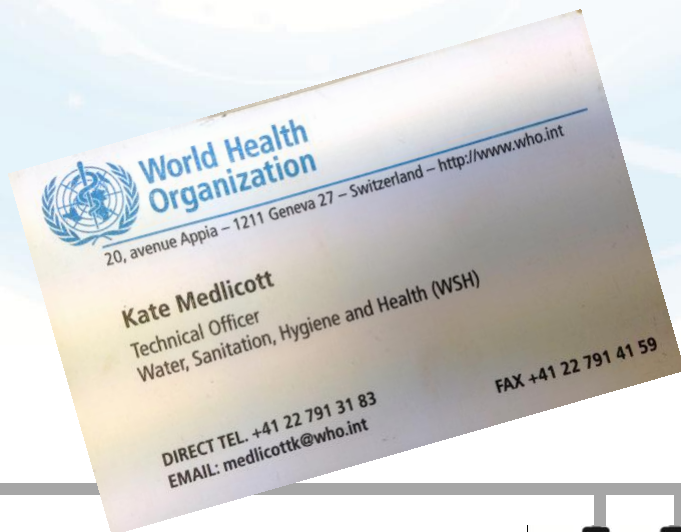 World Health
Organization
20, avenue Appia – 1211 Geneva 27 – Switzerland – http://www.who.int
Kate Medlicott
Technical Officer
Water, Sanitation, Hygiene and Health (WSH)
DIRECT TEL. +41 22 791 31 83
FAX +41 22 791 41 59
EMAIL: medlicottk@who.int